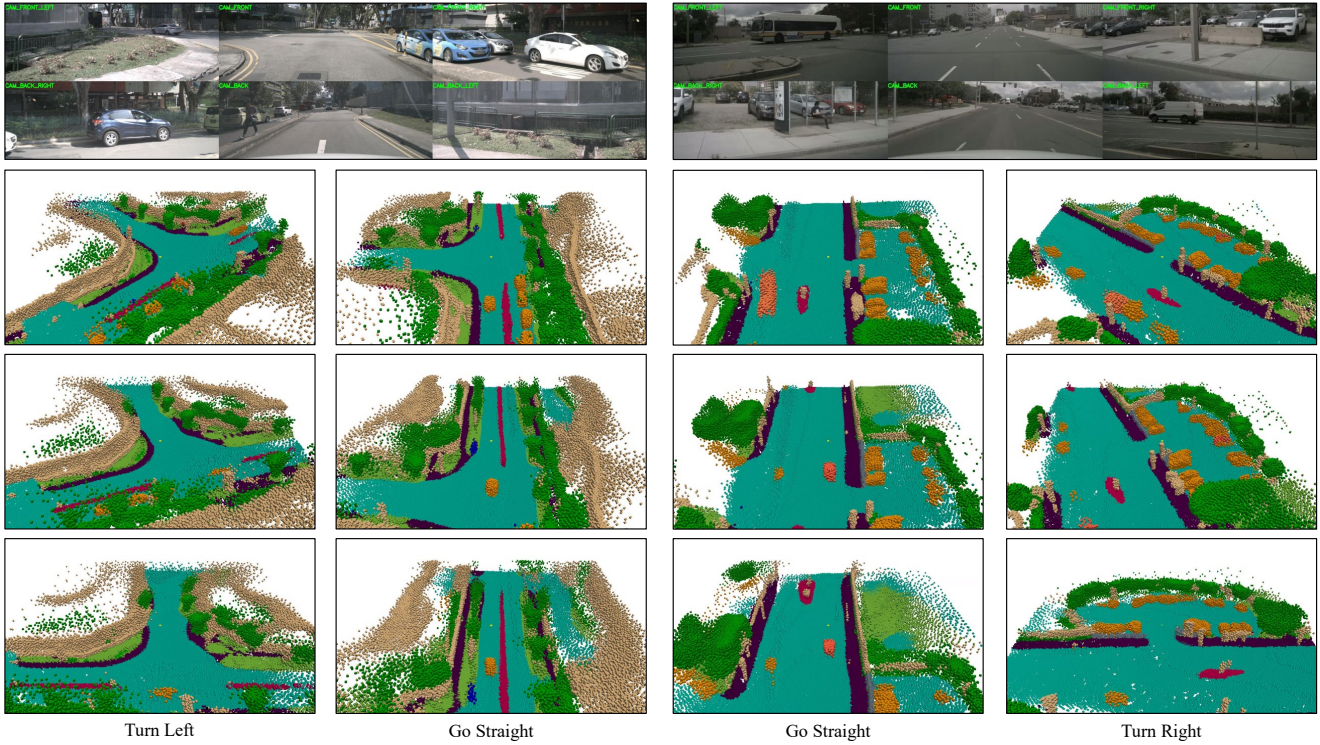 CAM_FRONT_LEFT CAM_FRONT CAM_FRONT_RIGHT CAM_FRONT_LEFT CAM_FRONT CAM_FRONT_RIGHT
CAM_BACK_RIGHT CAM_BACK CAM_BACK_LEFT CAM_BACK_RIGHT CAM_BACK CAM_BACK_LEFT
Turn Left Go Straight Go Straight Turn Right